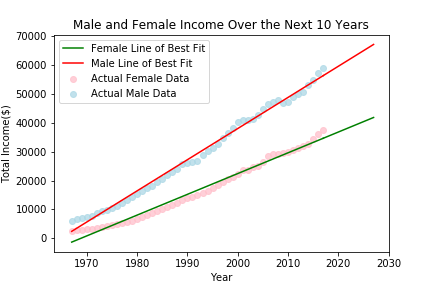 Male and Female Income Over the Next 10 Years
70000
60000
50000
40000
30000
20000
10000
0
Total Income($)
Female Line of Best Fit
Male Line of Best Fit
Actual Female Data
Actual Male Data
1970 1980 1990 2000 2010 2020 2030
Year